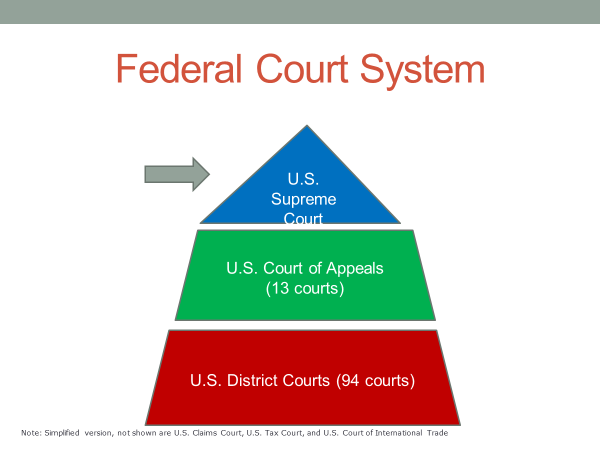 Federal Court System
U.S.
Supreme
Court
U.S. Court of Appeals
(13 courts)
U.S. District Courts (94 courts)
Note: Simplified version, not shown are U.S. Claims Court, U.S. Tax Court, and U.S. Court of International Trade